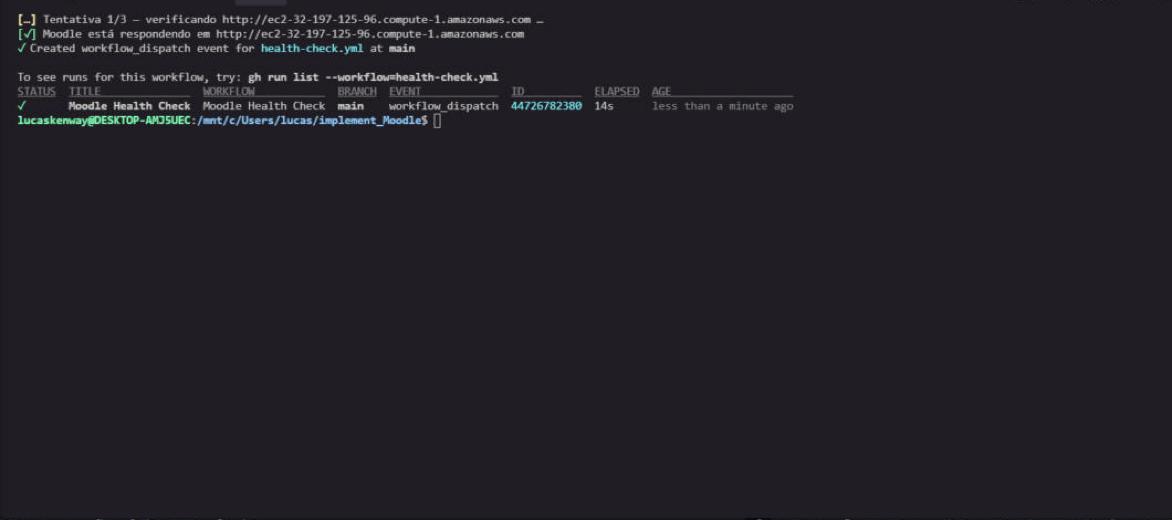 […] Tentativa 1/3 – verificando http://ec2-32-197-125-96.compute-1.amazonaws.com …
[✓] Moodle está respondendo em http://ec2-32-197-125-96.compute-1.amazonaws.com
✓ Created workflow_dispatch event for health-check.yml at main
To see runs for this workflow, try: gh run list --workflow=health-check.yml
STATUS TITLE WORKFLOW BRANCH EVENT ID ELAPSED AGE
✓ Moodle Health Check Moodle Health Check main workflow_dispatch 44726782380 14s less than a minute ago
lucaskenway@DESKTOP-AMJ5UEC:/mnt/c/Users/lucas/implement_Moodle$